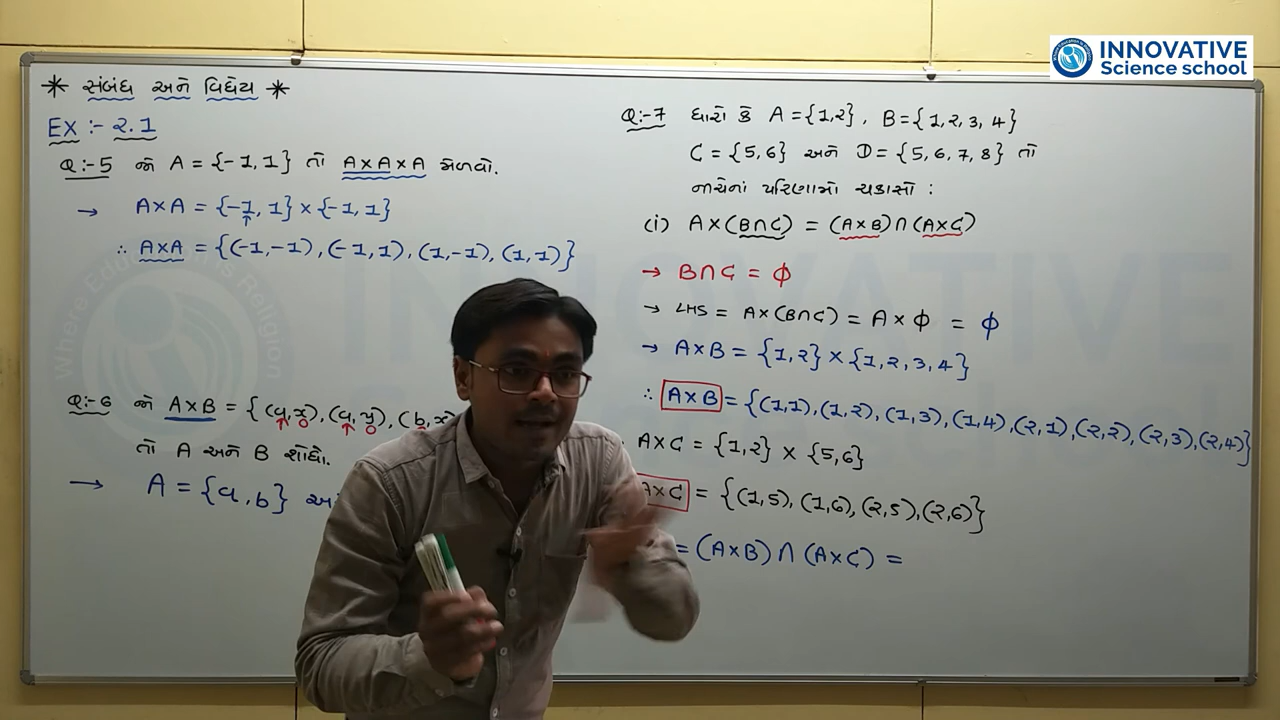 INNOVATIVE
Science school
* સંબંધ અને વિધેય *
EX :- 2.1
Q:-5 જો A = {-1, 1} તો A×A×A મેળવો.
→ A×A = {-1, 1} × {-1, 1}
∴ A×A = {(-1,-1), (-1, 1), (1,-1), (1, 1)}
Q:-6 જો A×B = { (a,x), (a, y), (b, x)
તો A અને B શોધો.
→ A = {a, b} અને
Q:-7 ધારો કે A = {1,2}, B = {1, 2, 3, 4}
C = {5, 6} અને D = {5, 6, 7, 8} તો
નીચેનાં પરિણામો ચકાસો :
(i) A×(B∩C) = (A×B)∩(A×C)
→ B∩C = ϕ
→ LHS = A×(B∩C) = A × ϕ = ϕ
→ A×B = {1,2} × {1, 2, 3, 4}
∴ A×B = {(1,1), (1,2), (1,3), (1,4), (2,1), (2,2), (2,3), (2,4)}
A×C = {1,2} × {5,6}
A×C = {(1,5), (1,6), (2,5), (2,6)}
= (A×B) ∩ (A×C) =